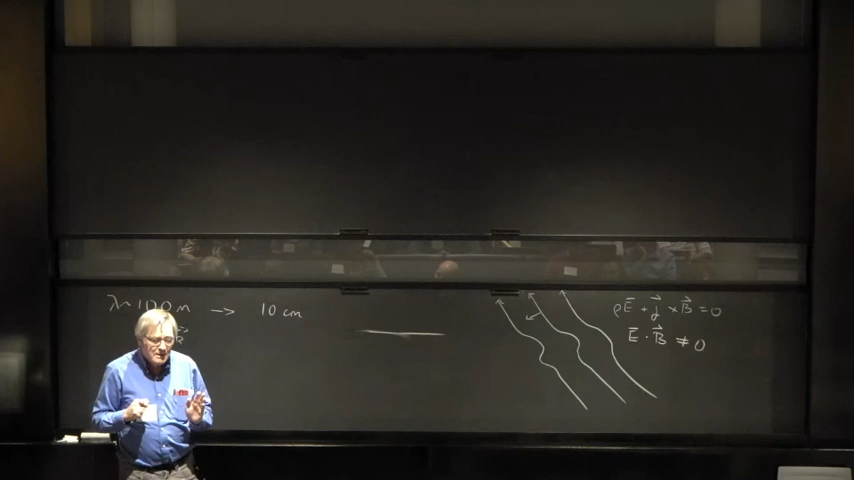 λ ~ 100 m → 10 cm
ρE⃗ + j⃗ × B⃗ = 0
E⃗ · B⃗ ≠ 0